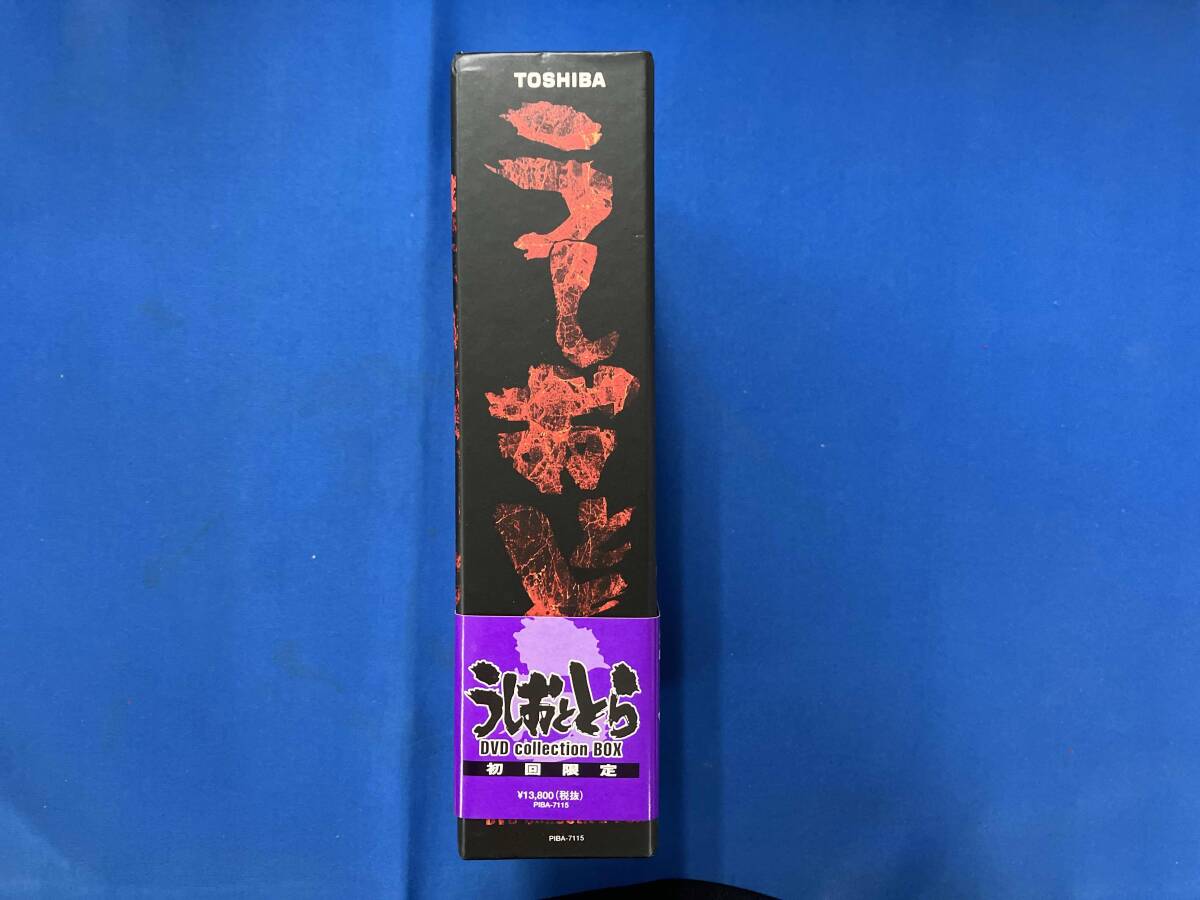 TOSHIBA
うしおと
うしおととら
DVD collection BOX
初回限定
¥13,800(税抜)
PIBA-7115
PIBA-7115